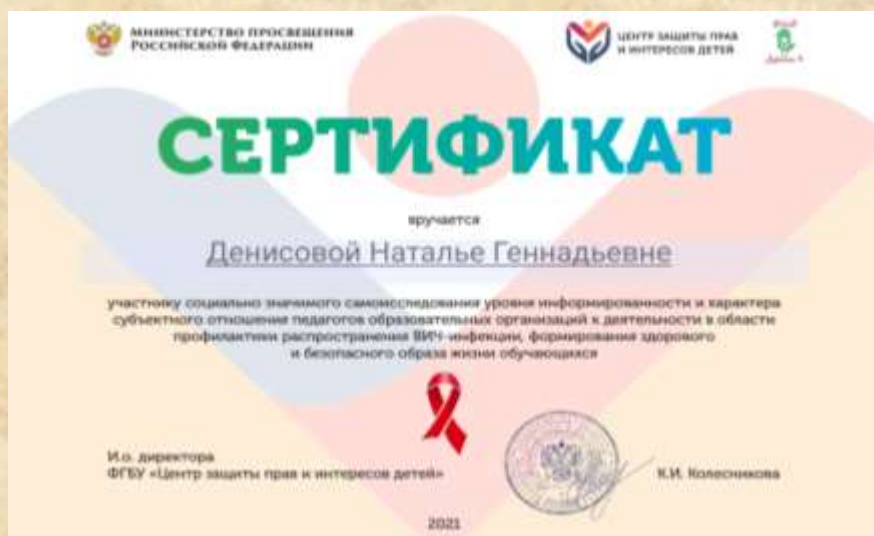 МИНИСТЕРСТВО ПРОСВЕЩЕНИЯ
РОССИЙСКОЙ ФЕДЕРАЦИИ
ЦЕНТР ЗАЩИТЫ ПРАВ
И ИНТЕРЕСОВ ДЕТЕЙ
СЕРТИФИКАТ
вручается
Денисовой Наталье Геннадьевне
участнику социально значимого самоисследования уровня информированности и характера
субъектного отношения педагогов образовательных организаций к деятельности в области
профилактики распространения ВИЧ-инфекции, формирования здорового
и безопасного образа жизни обучающихся
И.о. директора
ФГБУ «Центр защиты прав и интересов детей»
К.И. Колесникова
2021